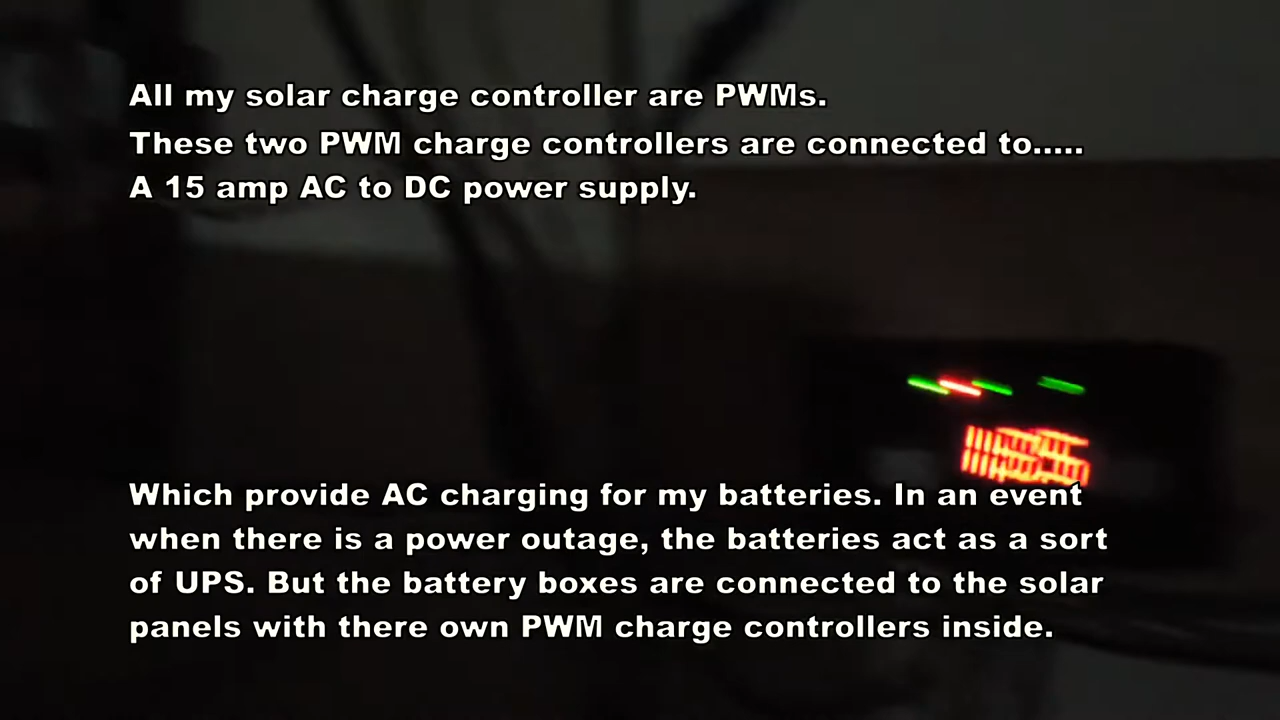 All my solar charge controller are PWMs.
These two PWM charge controllers are connected to.....
A 15 amp AC to DC power supply.
Which provide AC charging for my batteries. In an event
when there is a power outage, the batteries act as a sort
of UPS. But the battery boxes are connected to the solar
panels with there own PWM charge controllers inside.